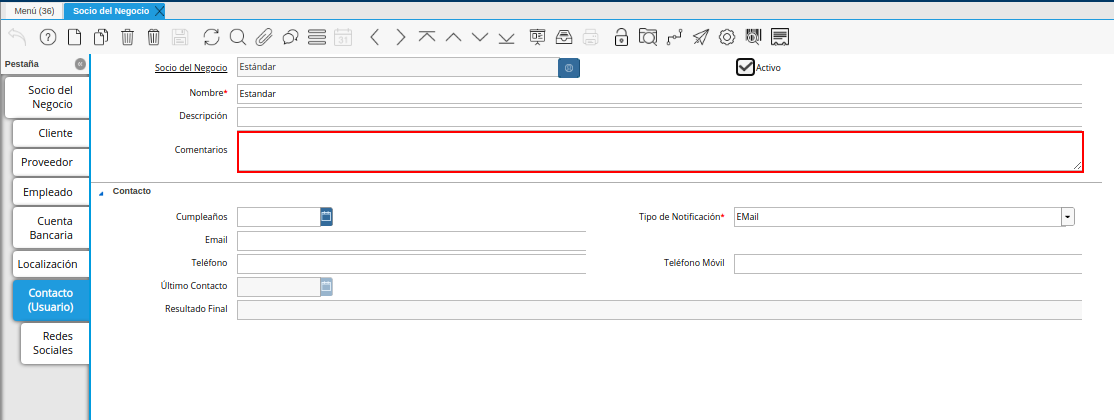 Menú (36)
Socio del Negocio
Pestaña
Socio del
Negocio
Cliente
Proveedor
Empleado
Cuenta
Bancaria
Localización
Contacto
(Usuario)
Redes
Sociales
Socio del Negocio
Estándar
Activo
Nombre*
Estandar
Descripción
Comentarios
Contacto
Cumpleaños
Tipo de Notificación*
EMail
Email
Teléfono
Teléfono Móvil
Último Contacto
Resultado Final